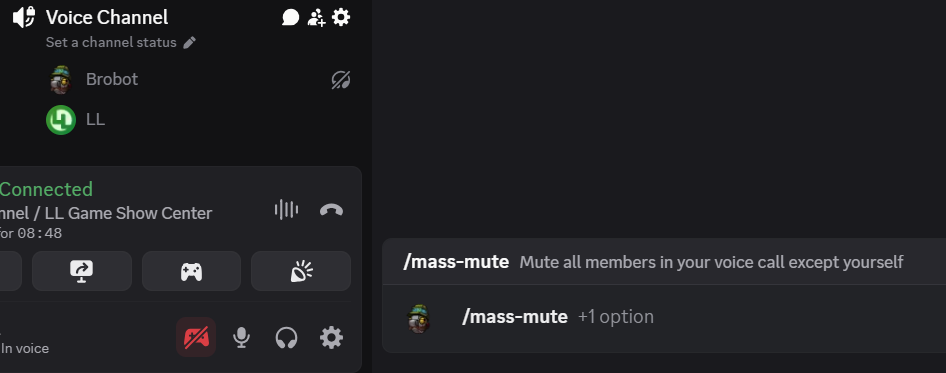 Voice Channel
Set a channel status
Brobot
LL
Connected
nnel / LL Game Show Center
for 08:48
In voice
/mass-mute Mute all members in your voice call except yourself
/mass-mute +1 option